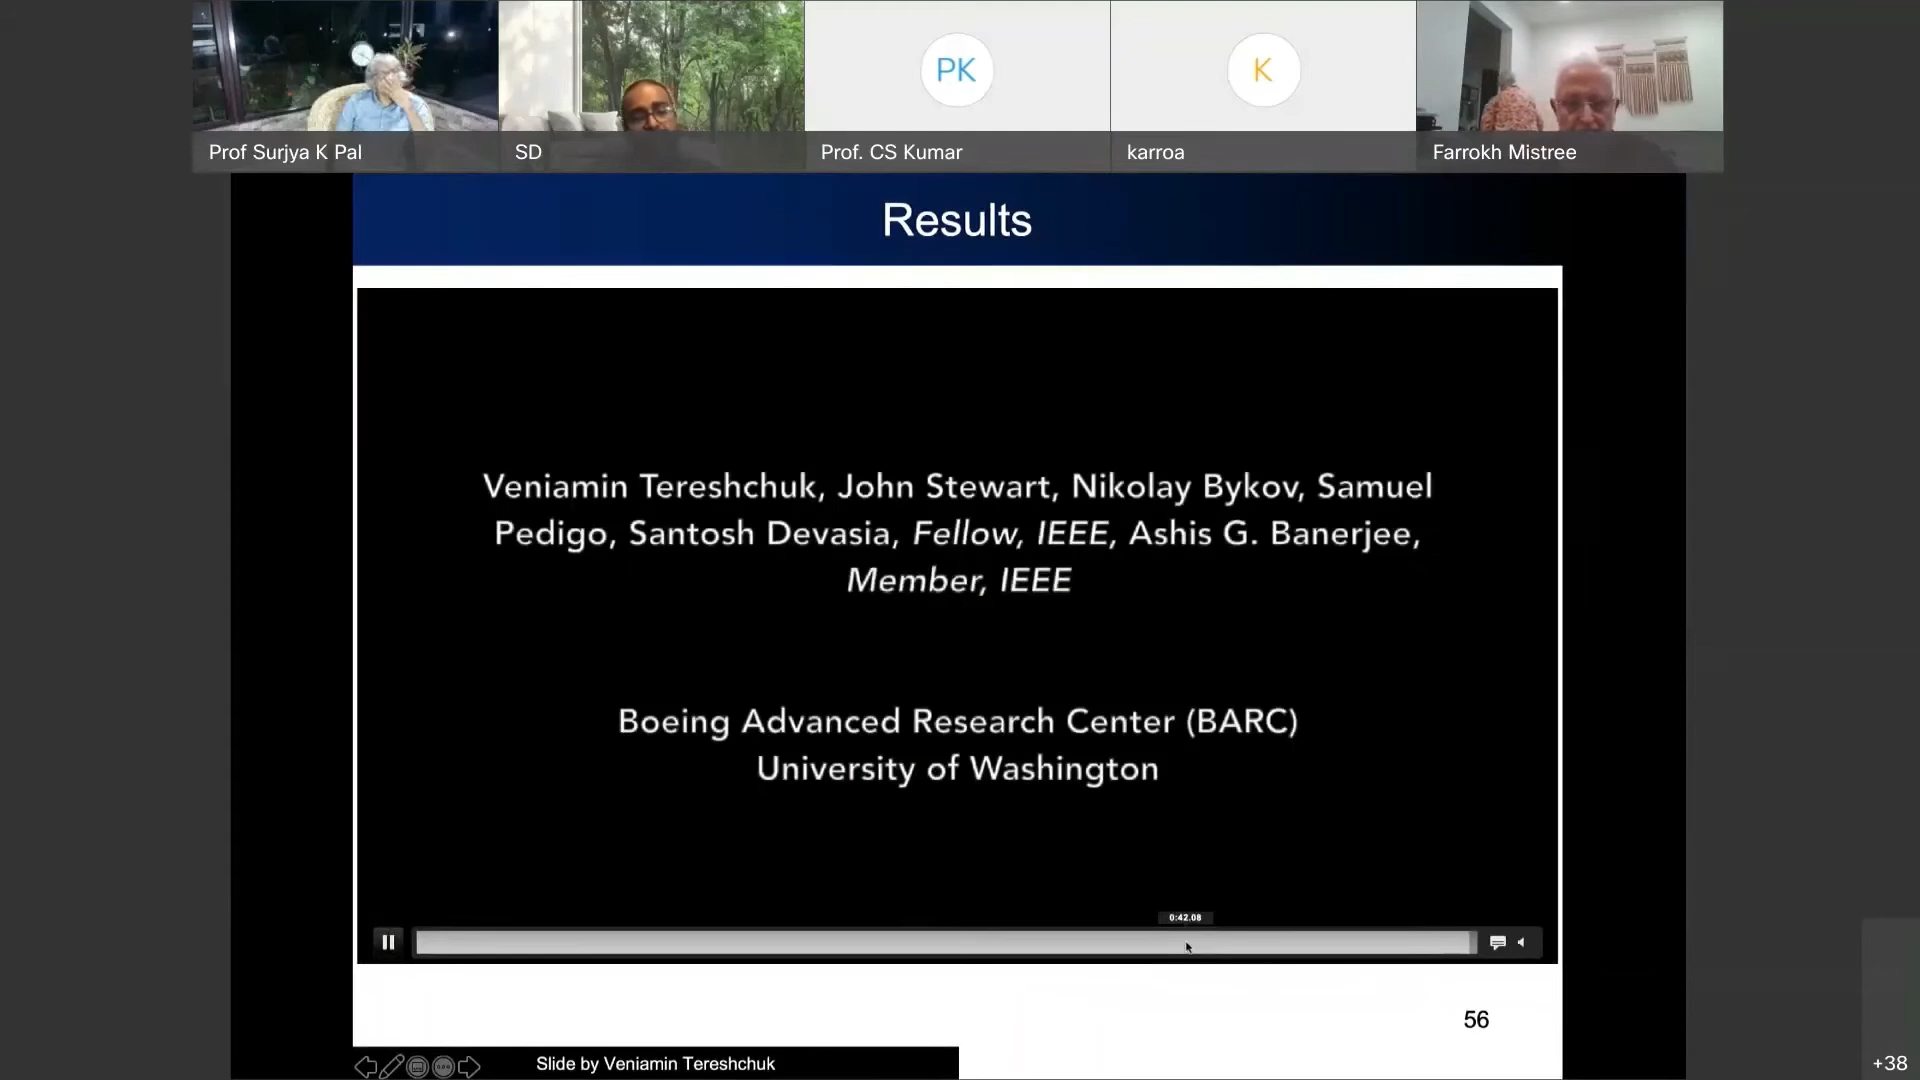 PK
K
Prof Surjya K Pal
SD
Prof. CS Kumar
karroa
Farrokh Mistree
Results
Veniamin Tereshchuk, John Stewart, Nikolay Bykov, Samuel
Pedigo, Santosh Devasia, Fellow, IEEE, Ashis G. Banerjee,
Member, IEEE
Boeing Advanced Research Center (BARC)
University of Washington
0:42.08
56
Slide by Veniamin Tereshchuk
+38